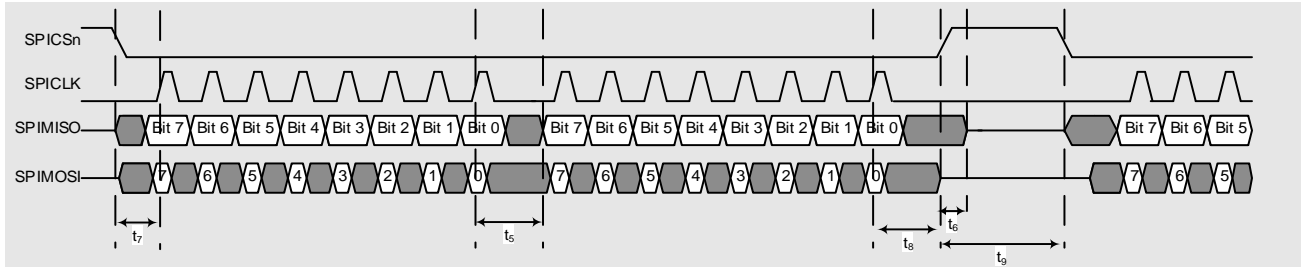 SPICSn
SPICLK
SPIMISO Bit 7 Bit 6 Bit 5 Bit 4 Bit 3 Bit 2 Bit 1 Bit 0 Bit 7 Bit 6 Bit 5 Bit 4 Bit 3 Bit 2 Bit 1 Bit 0 Bit 7 Bit 6 Bit 5
SPIMOSI 7 6 5 4 3 2 1 0 7 6 5 4 3 2 1 0 7 6 5
t₇ t₅ t₈ t₆ t₉